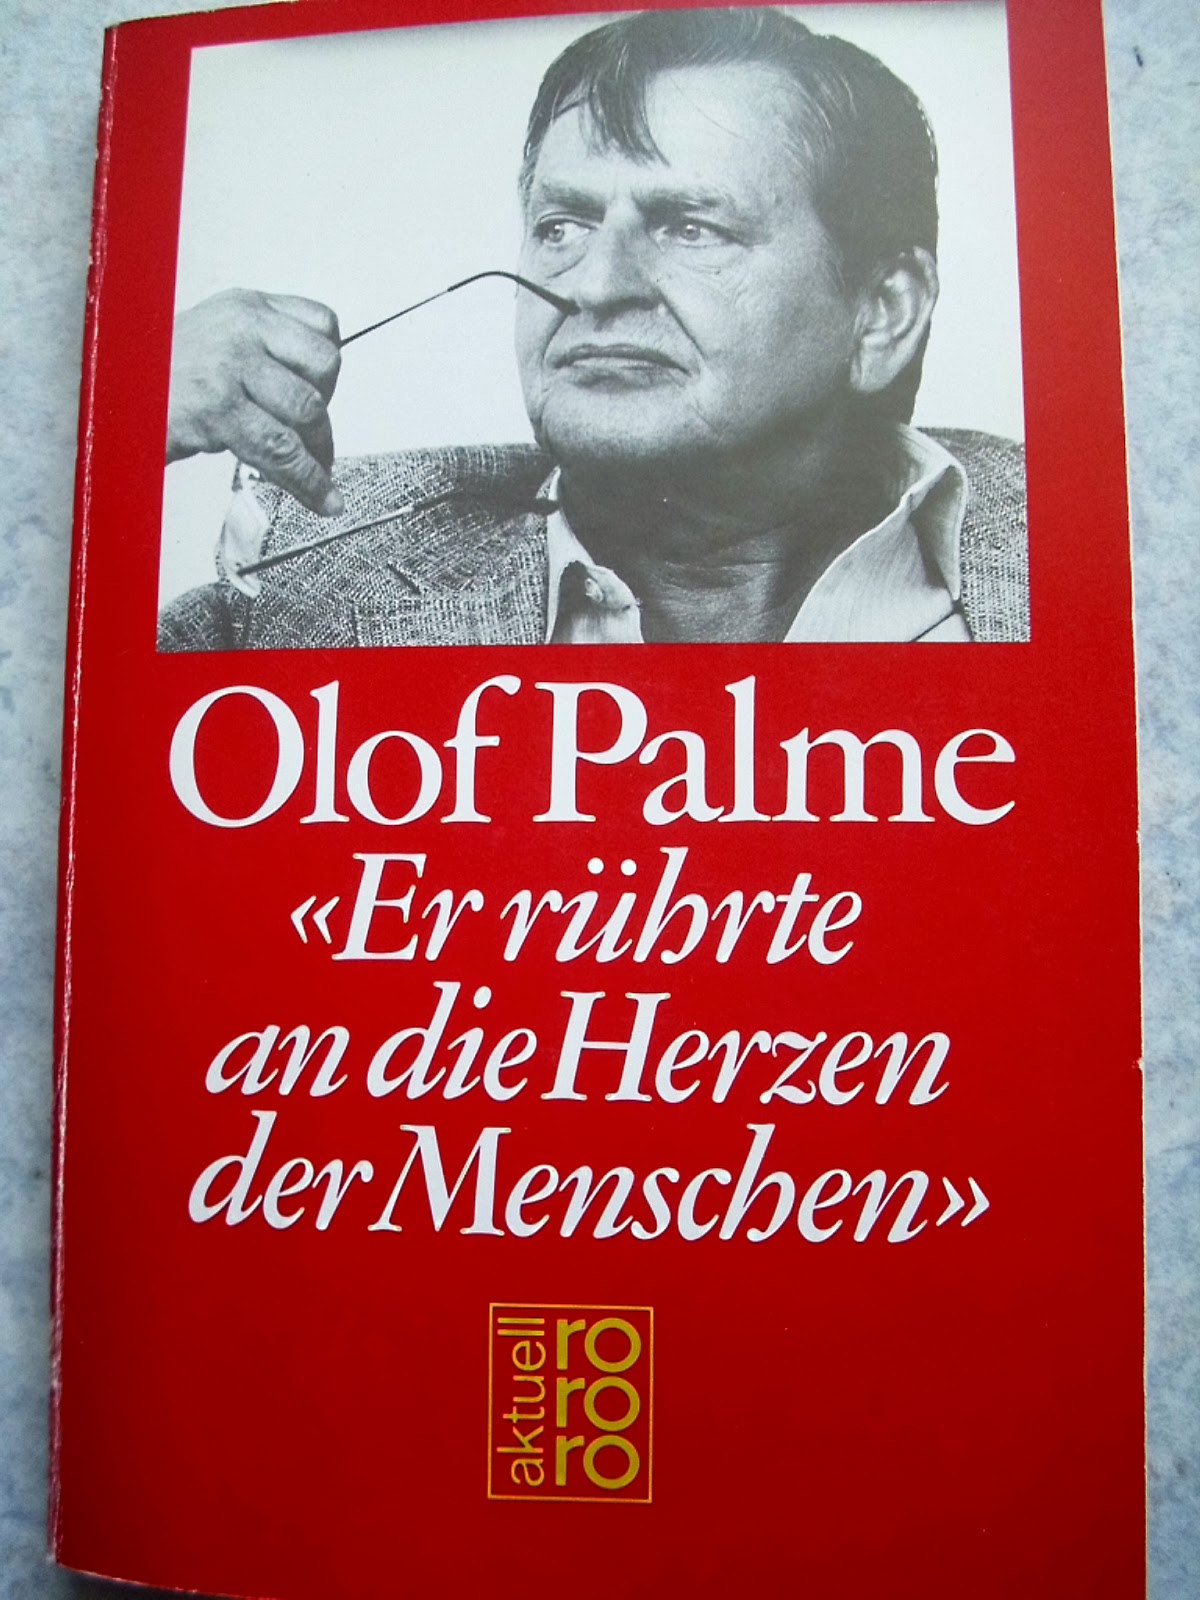 Olof Palme
«Er rührte
an die Herzen
der Menschen»
aktuell
ro
ro
ro